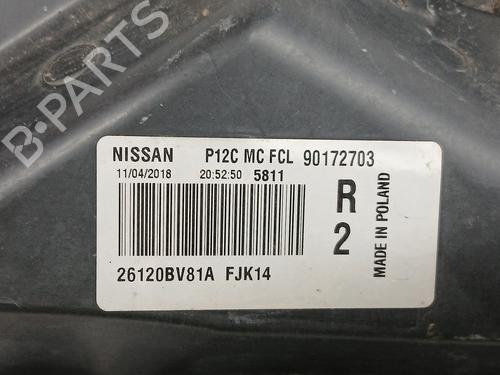 NISSAN P12C MC FCL 90172703
11/04/2018 20:52:50 5811
R
2
MADE IN POLAND
26120BV81A FJK14
B-PARTS